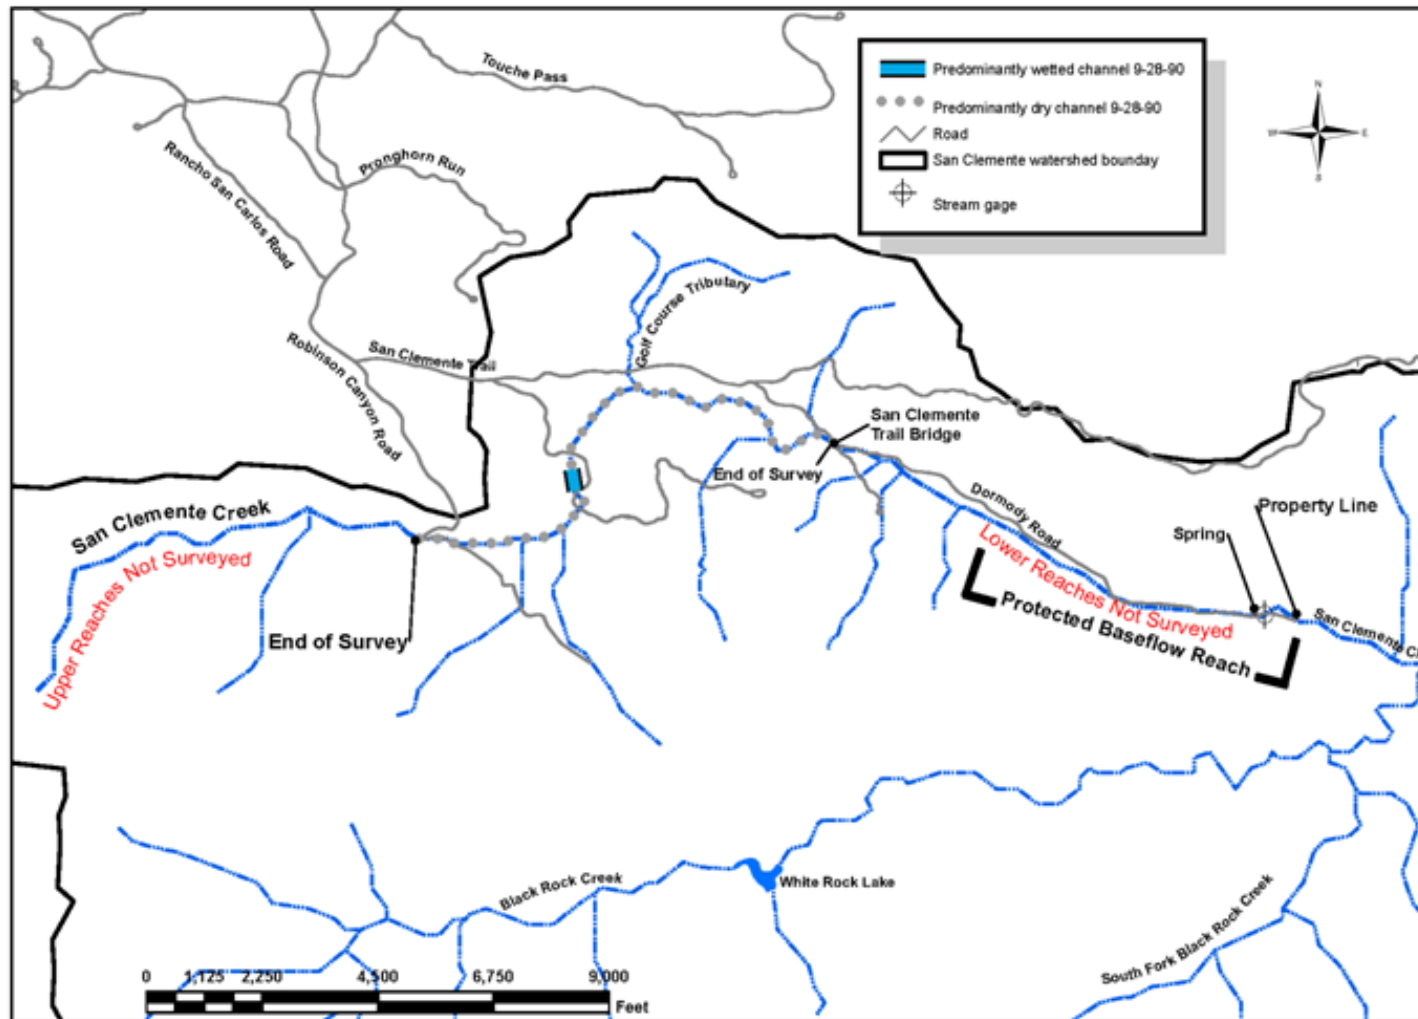 Touche Pass
Predominantly wetted channel 9-28-90
Predominantly dry channel 9-28-90
Road
San Clemente watershed bounday
Stream gage
N
W
E
S
Pronghorn Run
Rancho San Carlos Road
Golf Course Tributary
Robinson Canyon Road
San Clemente Trail
San Clemente
Trail Bridge
End of Survey
Dormody Road
Property Line
Spring
San Clemente Creek
Upper Reaches Not Surveyed
End of Survey
Lower Reaches Not Surveyed
Protected Baseflow Reach
San Clemente C
Black Rock Creek
White Rock Lake
South Fork Black Rock Creek
0 1,125 2,250 4,500 6,750 9,000
Feet